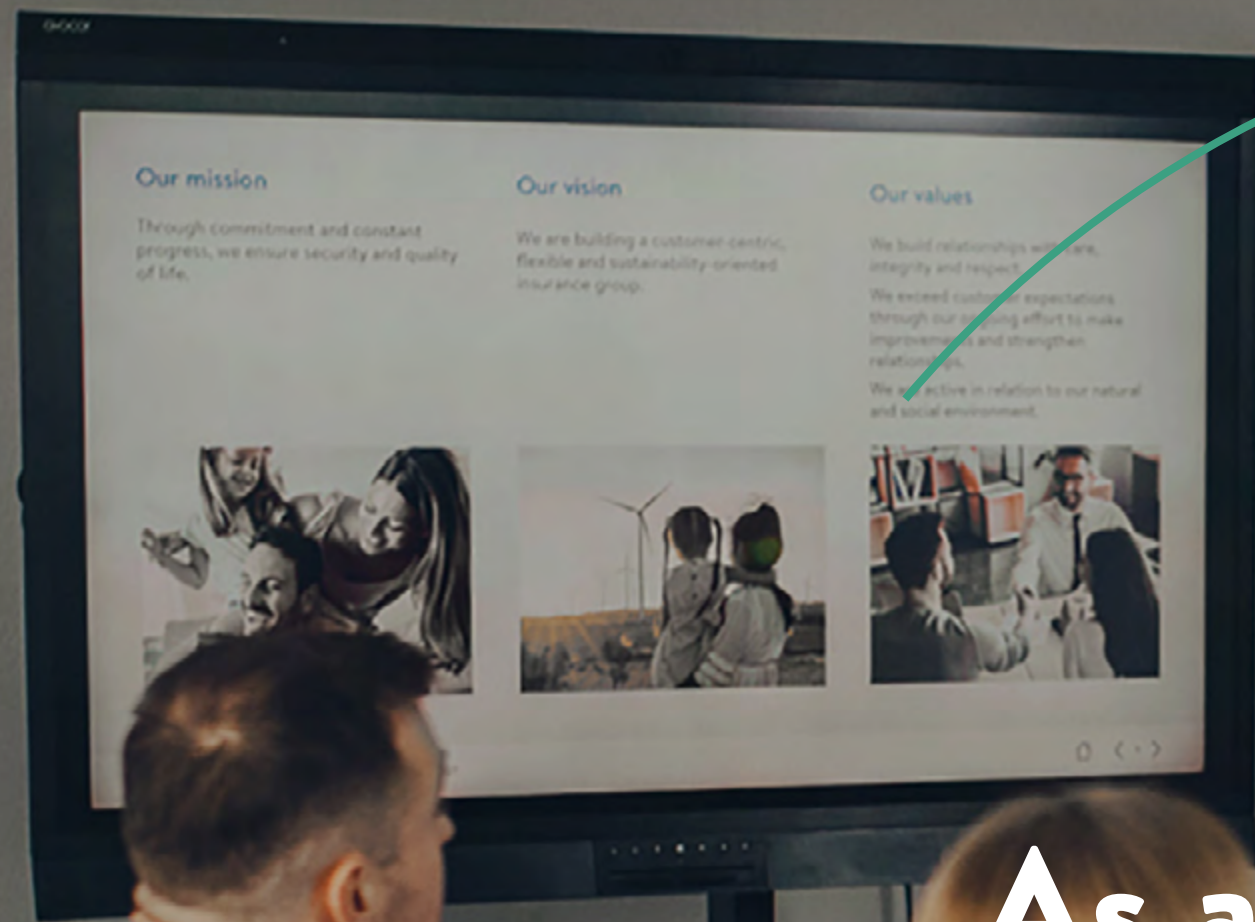 avocor
Our mission
Through commitment and constant
progress, we ensure security and quality
of life.
Our vision
We are building a customer-centric,
flexible and sustainability-oriented
insurance group.
Our values
We build relationships with care,
integrity and respect.
We exceed customer expectations
through our ongoing effort to make
improvements and strengthen
relationships.
We are active in relation to our natural
and social environment.
As a